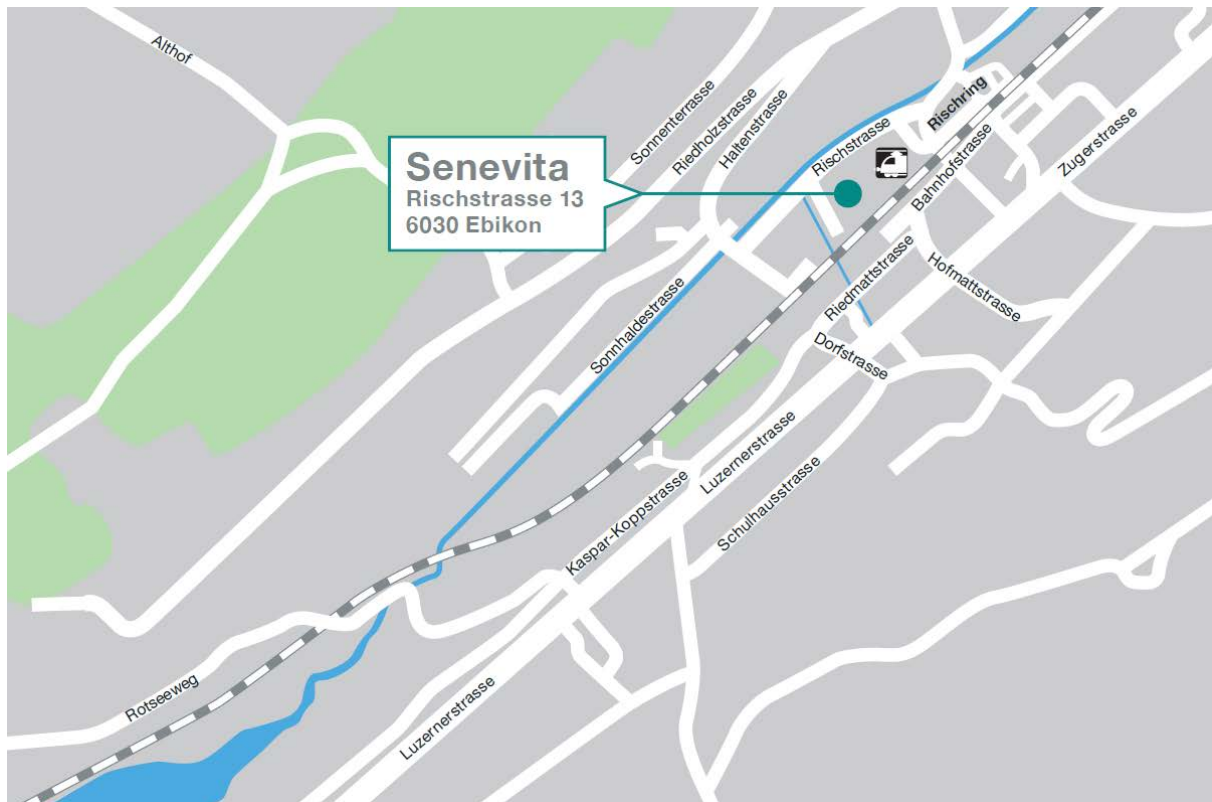 Althof
Sonnenterrasse
Riedholzstrasse
Haltenstrasse
Rischstrasse
Rischring
Bahnhofstrasse
Zugerstrasse
Senevita
Rischstrasse 13
6030 Ebikon
Hofmattstrasse
Riedmattstrasse
Sonnhaldestrasse
Dorfstrasse
Luzernerstrasse
Schulhausstrasse
Kaspar-Koppstrasse
Rotseeweg
Luzernerstrasse